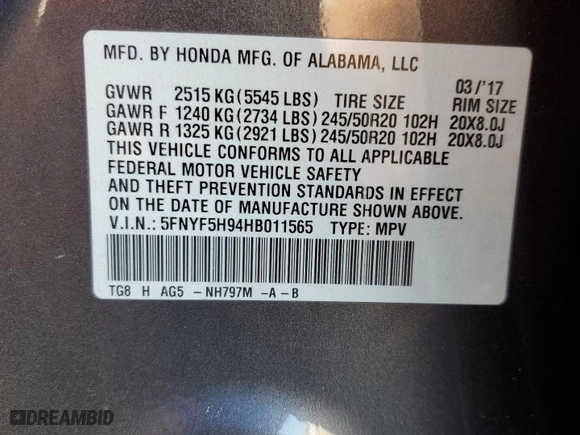 MFD. BY HONDA MFG. OF ALABAMA, LLC
03/'17
GVWR 2515 KG(5545 LBS) TIRE SIZE RIM SIZE
GAWR F 1240 KG(2734 LBS)245/50R20 102H 20X8.0J
GAWR R 1325 KG(2921 LBS)245/50R20 102H 20X8.0J
THIS VEHICLE CONFORMS TO ALL APPLICABLE
FEDERAL MOTOR VEHICLE SAFETY
AND THEFT PREVENTION STANDARDS IN EFFECT
ON THE DATE OF MANUFACTURE SHOWN ABOVE.
V.I.N.: 5FNYF5H94HB011565 TYPE: MPV
TG8 H AG5 -NH797M -A-B
DREAMBID